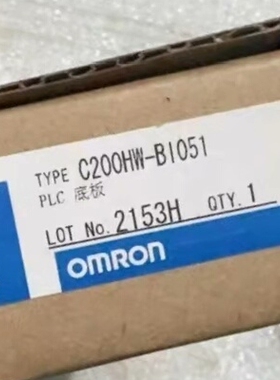 TYPE C200HW-BI051
PLC 底板
LOT No. 2153H QTY. 1
OMRON